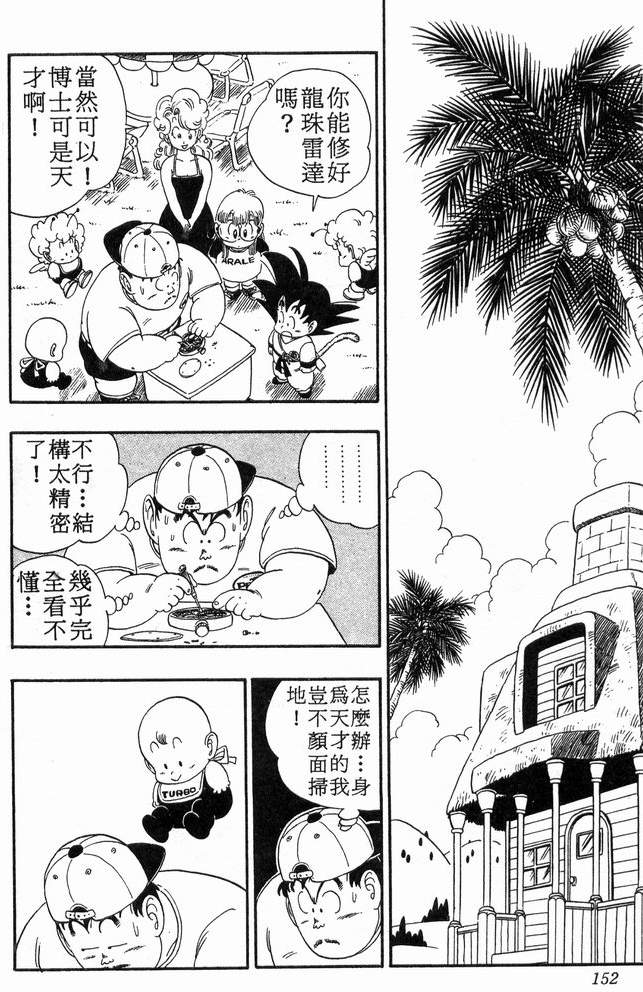 你能修好
龍珠雷達
嗎？
當然可以！
博士可是天
才啊！
ARALE
…………
不行…結
構太精密
了！
幾乎完
全看不
懂…
怎麼辦…身
爲天才的我
豈不顏面掃
地！
TURBO
152